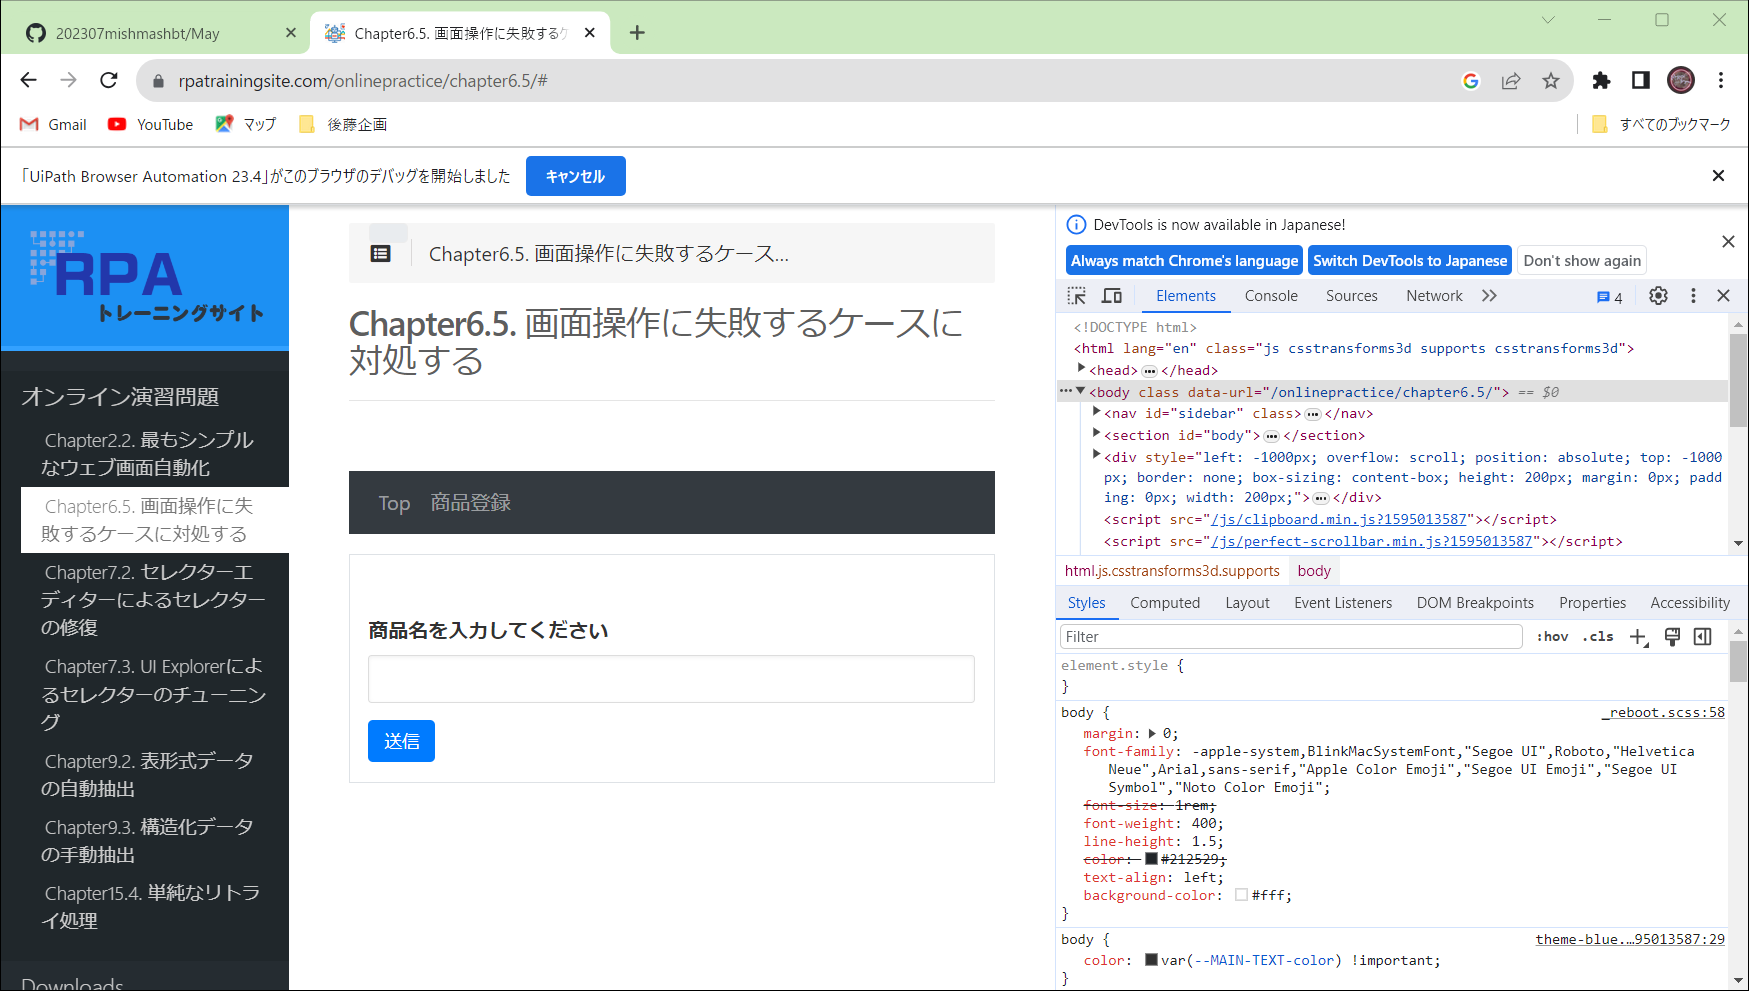 202307mishmashbt/May
Chapter6.5. 画面操作に失敗する
rpatrainingsite.com/onlinepractice/chapter6.5/#
Gmail
YouTube
マップ
後藤企画
すべてのブックマーク
「UiPath Browser Automation 23.4」がこのブラウザのデバッグを開始しました
キャンセル
RPA
トレーニングサイト
オンライン演習問題
Chapter2.2. 最もシンプル
なウェブ画面自動化
Chapter6.5. 画面操作に失
敗するケースに対処する
Chapter7.2. セレクターエ
ディターによるセレクター
の修復
Chapter7.3. UI Explorerによ
るセレクターのチューニン
グ
Chapter9.2. 表形式データ
の自動抽出
Chapter9.3. 構造化データ
の手動抽出
Chapter15.4. 単純なリトラ
イ処理
Downloads
Chapter6.5. 画面操作に失敗するケース...
Chapter6.5. 画面操作に失敗するケースに
対処する
Top 商品登録
商品名を入力してください
送信
DevTools is now available in Japanese!
Always match Chrome's language
Switch DevTools to Japanese
Don't show again
Elements Console Sources Network 4
<!DOCTYPE html>
<html lang="en" class="js csstransforms3d supports csstransforms3d">
<head>…</head>
<body class data-url="/onlinepractice/chapter6.5/"> == $0
<nav id="sidebar" class>…</nav>
<section id="body">…</section>
<div style="left: -1000px; overflow: scroll; position: absolute; top: -1000
px; border: none; box-sizing: content-box; height: 200px; margin: 0px; padd
ing: 0px; width: 200px;">…</div>
<script src="/js/clipboard.min.js?1595013587"></script>
<script src="/js/perfect-scrollbar.min.js?1595013587"></script>
html.js.csstransforms3d.supports body
Styles Computed Layout Event Listeners DOM Breakpoints Properties Accessibility
Filter :hov .cls
element.style {
}
body { _reboot.scss:58
margin: 0;
font-family: -apple-system,BlinkMacSystemFont,"Segoe UI",Roboto,"Helvetica
Neue",Arial,sans-serif,"Apple Color Emoji","Segoe UI Emoji","Segoe UI
Symbol","Noto Color Emoji";
font-size: 1rem;
font-weight: 400;
line-height: 1.5;
color: #212529;
text-align: left;
background-color: #fff;
}
body { theme-blue.…95013587:29
color: var(--MAIN-TEXT-color) !important;
}